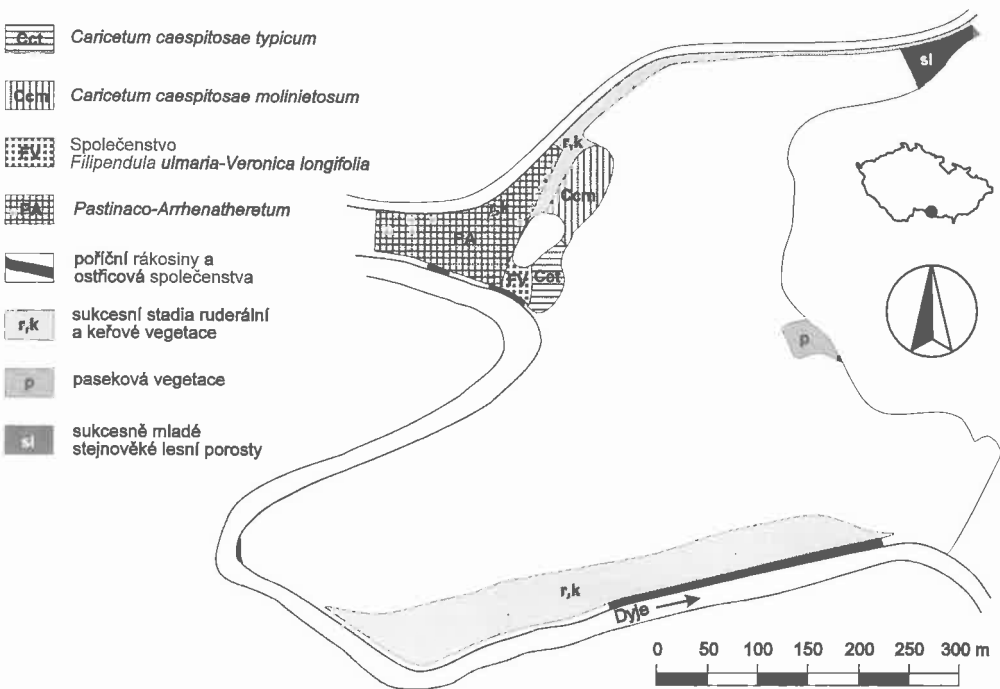 Cct Caricetum caespitosae typicum
Ccm Caricetum caespitosae molinietosum
FV Společenstvo
Filipendula ulmaria-Veronica longifolia
PA Pastinaco-Arrhenatheretum
poříční rákosiny a
ostřicová společenstva
r,k sukcesní stadia ruderální
a keřové vegetace
p paseková vegetace
sl sukcesně mladé
stejnověké lesní porosty
sl
r,k
Ccm
PA
FV
Cct
p
r,k
Dyje
0 50 100 150 200 250 300 m